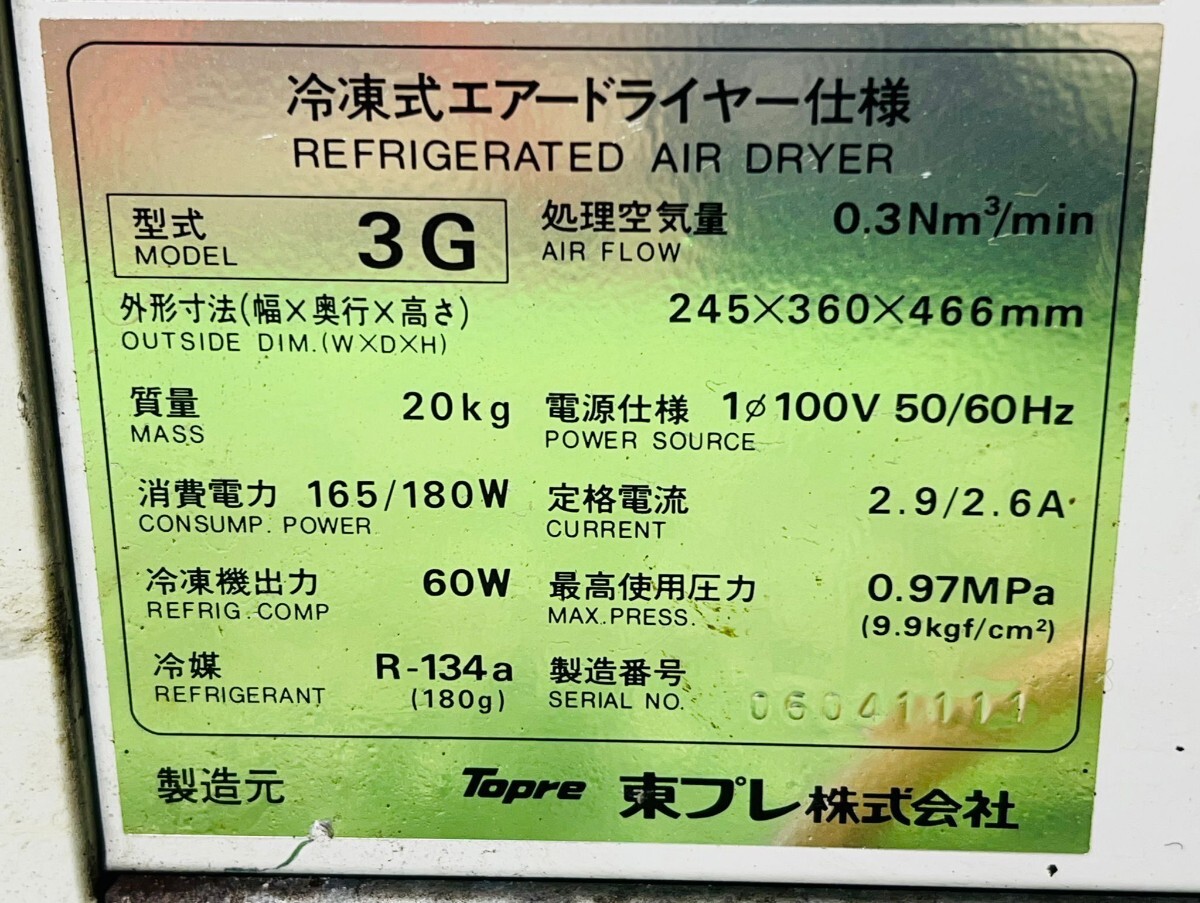 冷凍式エアードライヤー仕様
REFRIGERATED AIR DRYER
型式 3G 処理空気量 0.3Nm³/min
MODEL AIR FLOW
外形寸法(幅×奥行×高さ) 245×360×466mm
OUTSIDE DIM.(W×D×H)
質量 20kg 電源仕様 1ø100V 50/60Hz
MASS POWER SOURCE
消費電力 165/180W 定格電流 2.9/2.6A
CONSUMP. POWER CURRENT
冷凍機出力 60W 最高使用圧力 0.97MPa
REFRIG.COMP MAX.PRESS. (9.9kgf/cm²)
冷媒 R-134a 製造番号 06041111
REFRIGERANT (180g) SERIAL NO.
製造元 Topre 東プレ株式会社